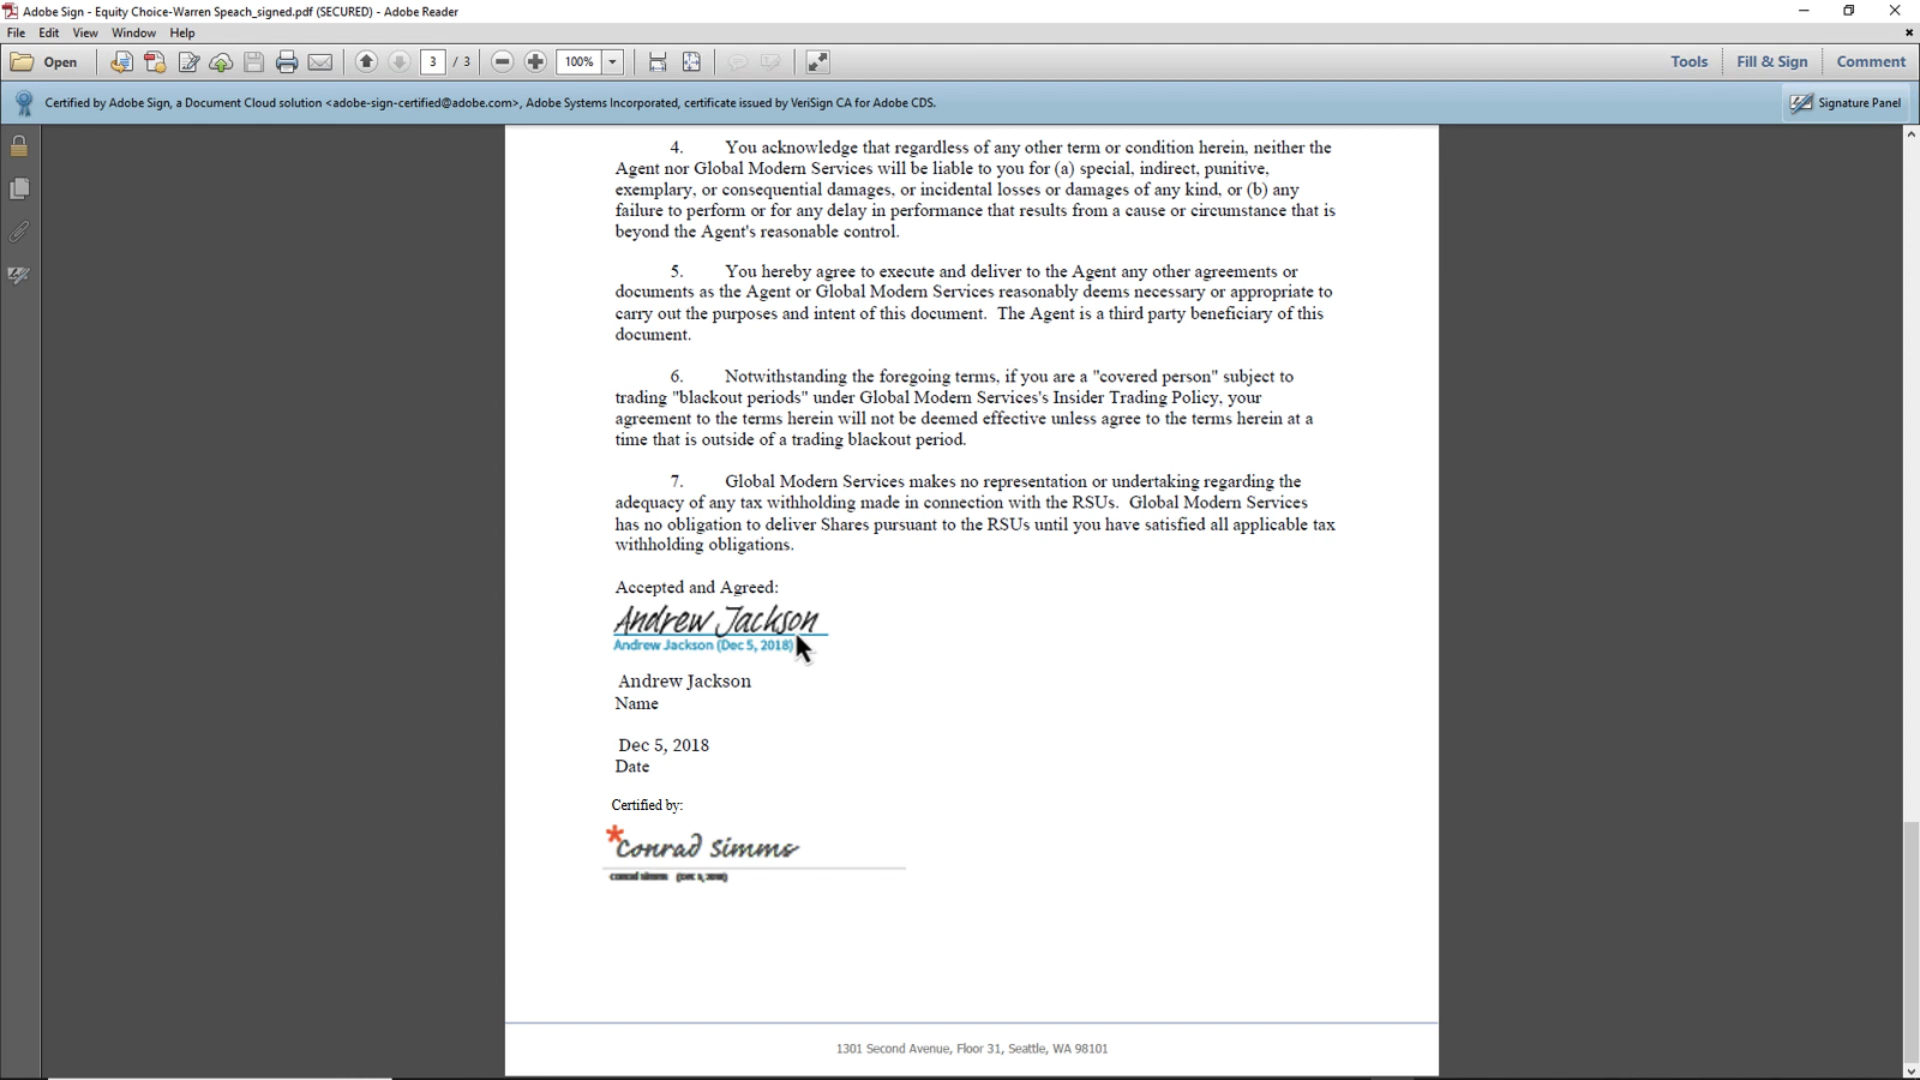 Adobe Sign - Equity Choice-Warren Speach_signed.pdf (SECURED) - Adobe Reader
File Edit View Window Help
Open 3 / 3 100% Tools Fill & Sign Comment
Certified by Adobe Sign, a Document Cloud solution <adobe-sign-certified@adobe.com>, Adobe Systems Incorporated, certificate issued by VeriSign CA for Adobe CDS. Signature Panel
4. You acknowledge that regardless of any other term or condition herein, neither the
Agent nor Global Modern Services will be liable to you for (a) special, indirect, punitive,
exemplary, or consequential damages, or incidental losses or damages of any kind, or (b) any
failure to perform or for any delay in performance that results from a cause or circumstance that is
beyond the Agent's reasonable control.
5. You hereby agree to execute and deliver to the Agent any other agreements or
documents as the Agent or Global Modern Services reasonably deems necessary or appropriate to
carry out the purposes and intent of this document. The Agent is a third party beneficiary of this
document.
6. Notwithstanding the foregoing terms, if you are a "covered person" subject to
trading "blackout periods" under Global Modern Services's Insider Trading Policy, your
agreement to the terms herein will not be deemed effective unless agree to the terms herein at a
time that is outside of a trading blackout period.
7. Global Modern Services makes no representation or undertaking regarding the
adequacy of any tax withholding made in connection with the RSUs. Global Modern Services
has no obligation to deliver Shares pursuant to the RSUs until you have satisfied all applicable tax
withholding obligations.
Accepted and Agreed:
Andrew Jackson
Andrew Jackson (Dec 5, 2018)
Andrew Jackson
Name
Dec 5, 2018
Date
Certified by:
*Conrad Simms
conrad simms (Dec 5, 2018)
1301 Second Avenue, Floor 31, Seattle, WA 98101